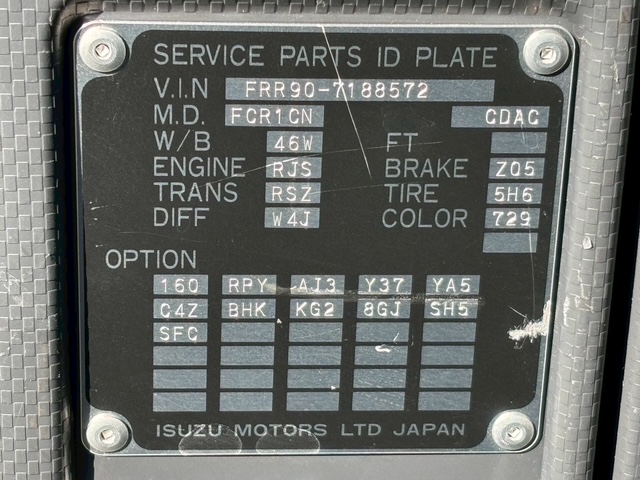 SERVICE PARTS ID PLATE
V.I.N FRR90-7188572
M.D. FCR1CN CDAC
W/B 46W FT
ENGINE RJS BRAKE Z05
TRANS RSZ TIRE 5H6
DIFF W4J COLOR 729
OPTION
160 RPY AJ3 Y37 YA5
C4Z BHK KG2 8GJ SH5
SFC
ISUZU MOTORS LTD JAPAN